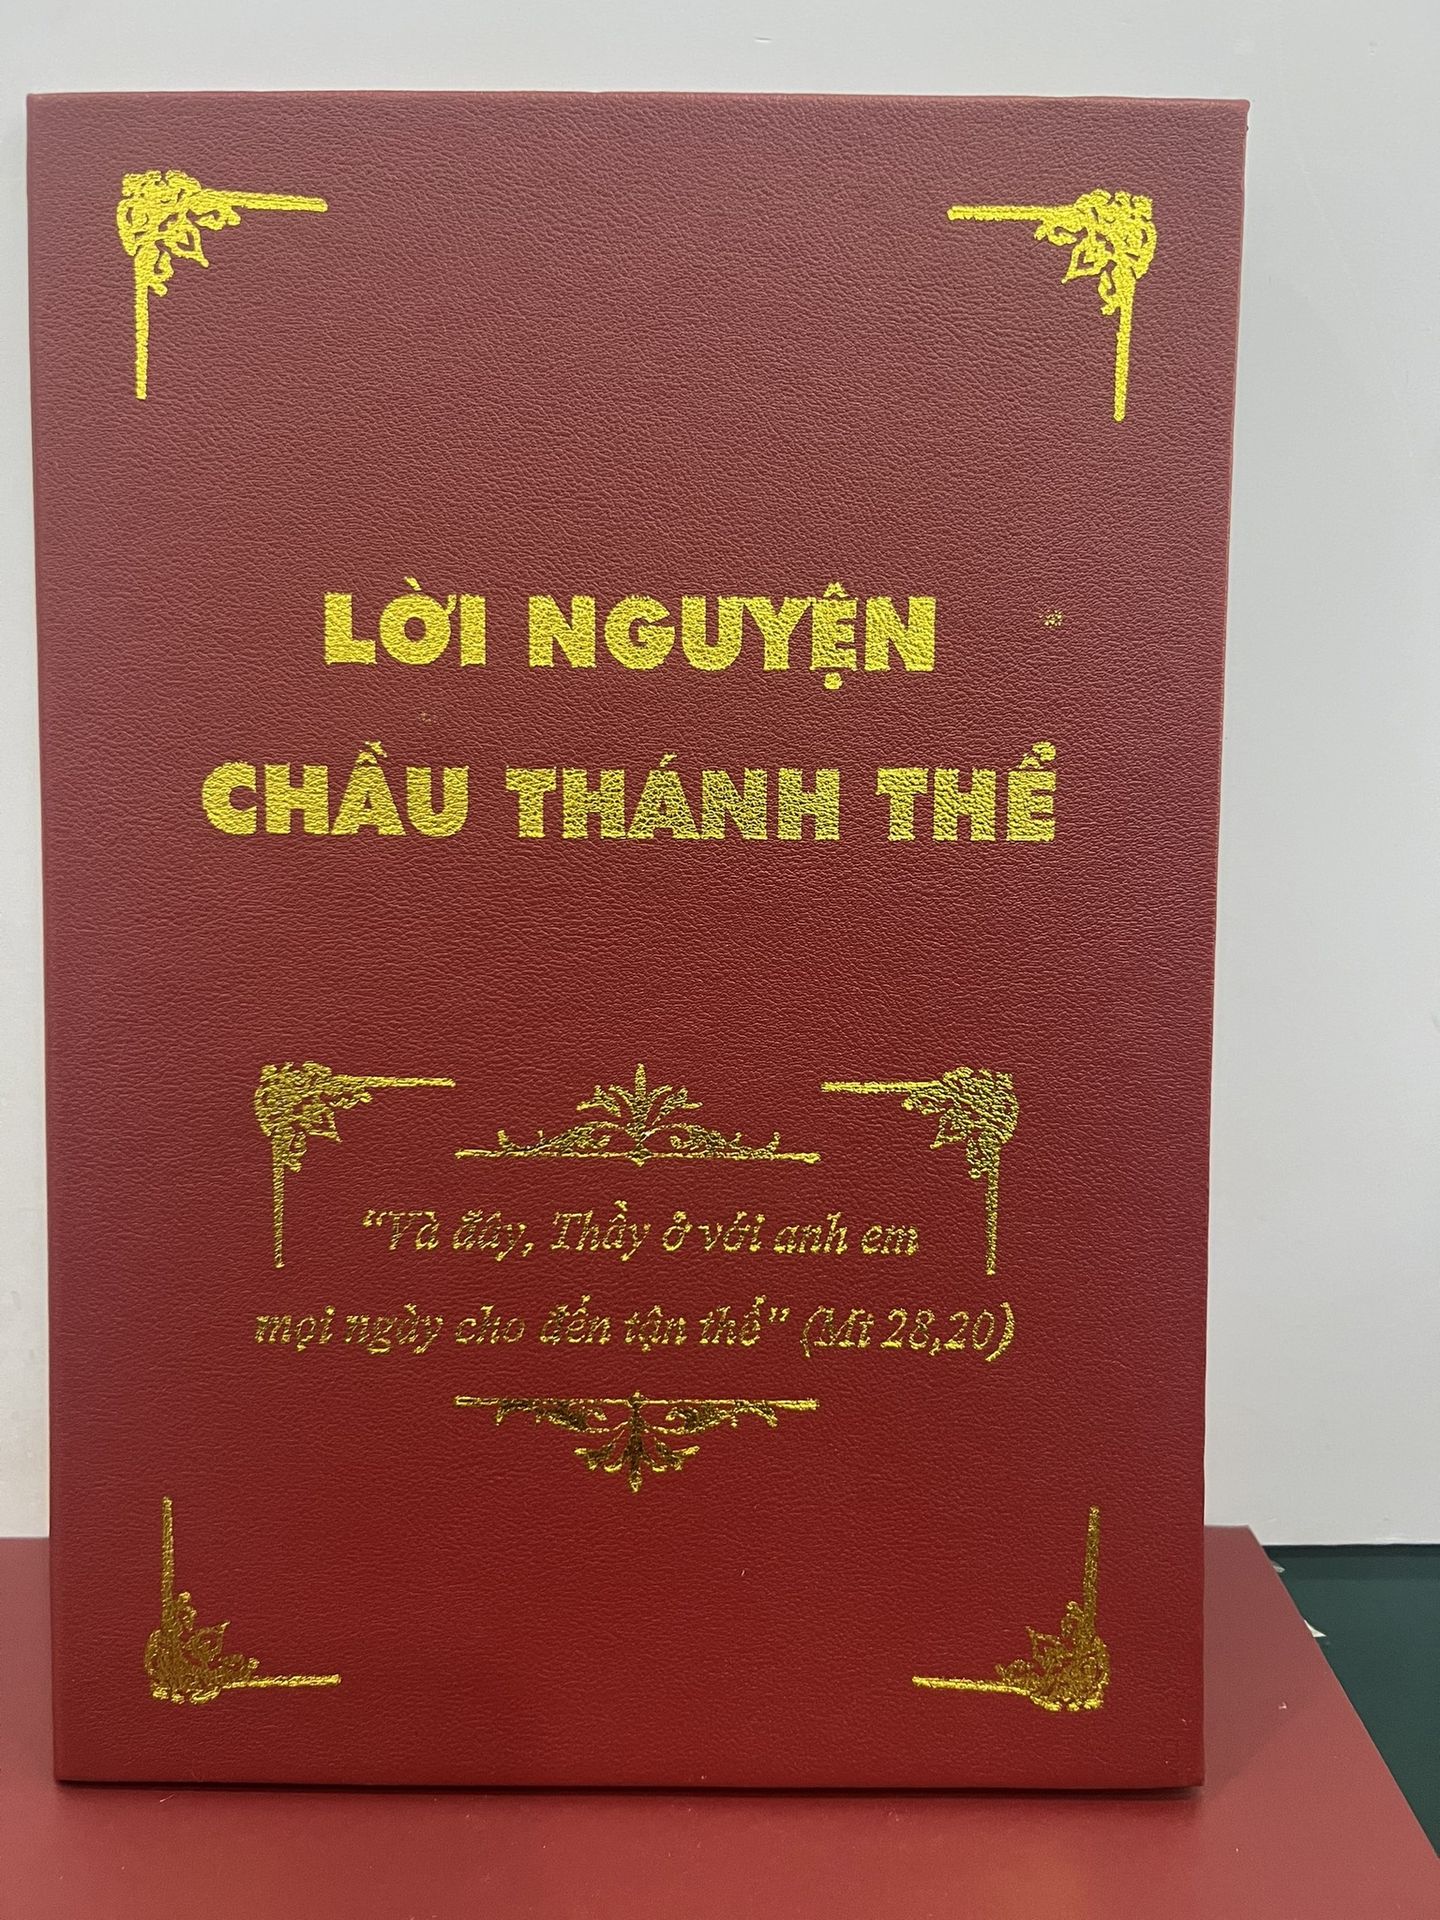 LỜI NGUYỆN
CHẦU THÁNH THỂ
“Và đây, Thầy ở với anh em
mọi ngày cho đến tận thế” (Mt 28,20)